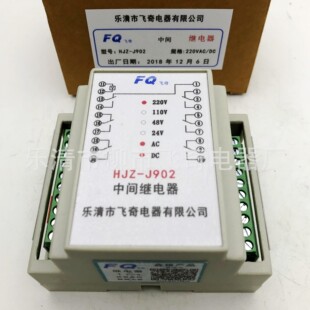 乐清市飞奇电器有限公司
FQ 飞奇
中间
继电器
型号: HJZ-J902
规格: 220VAC/DC
出厂日期: 2018 年 12 月 6 日
FQ 飞奇
220V
110V
48V
24V
AC
DC
HJZ-J902
中间继电器
乐清市飞奇电器有限公司
FQ